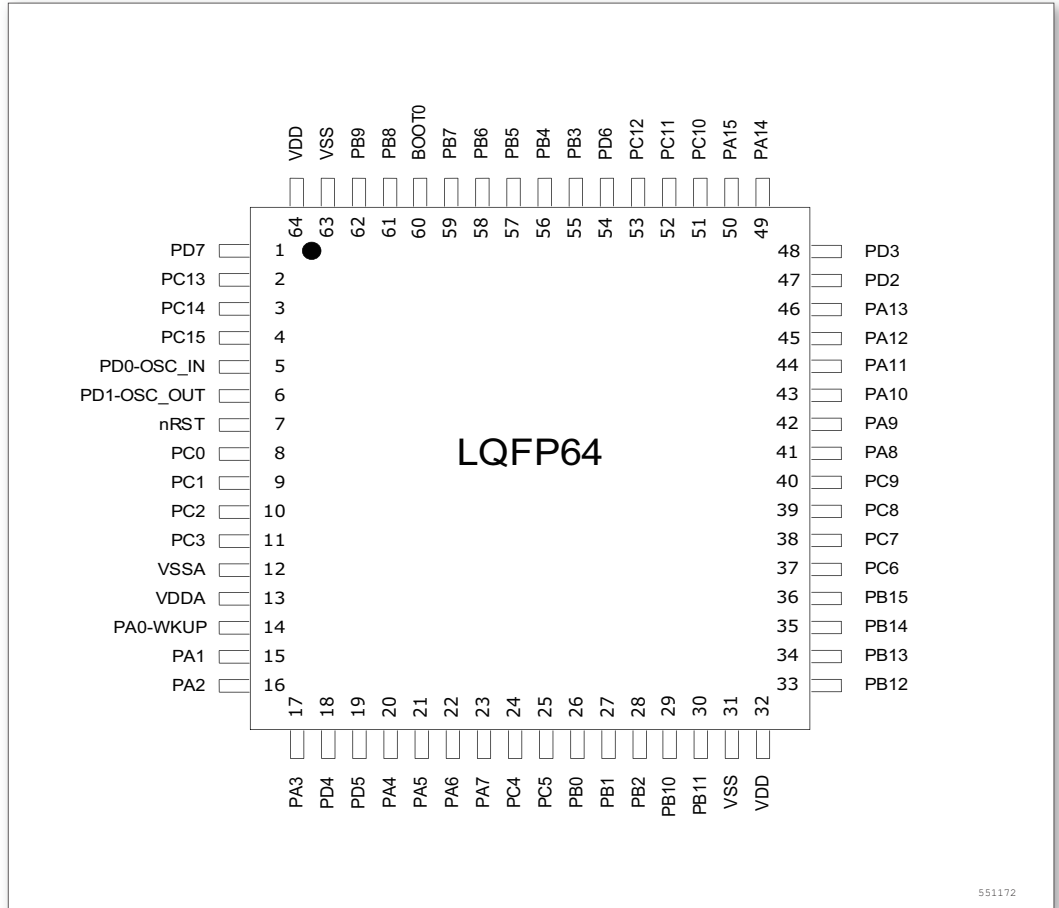 VDD VSS PB9 PB8 BOOT0 PB7 PB6 PB5 PB4 PB3 PD6 PC12 PC11 PC10 PA15 PA14
64 63 62 61 60 59 58 57 56 55 54 53 52 51 50 49
PD7 1 48 PD3
PC13 2 47 PD2
PC14 3 46 PA13
PC15 4 45 PA12
PD0-OSC_IN 5 44 PA11
PD1-OSC_OUT 6 43 PA10
nRST 7 42 PA9
PC0 8 41 PA8
LQFP64
PC1 9 40 PC9
PC2 10 39 PC8
PC3 11 38 PC7
VSSA 12 37 PC6
VDDA 13 36 PB15
PA0-WKUP 14 35 PB14
PA1 15 34 PB13
PA2 16 33 PB12
17 18 19 20 21 22 23 24 25 26 27 28 29 30 31 32
PA3 PD4 PD5 PA4 PA5 PA6 PA7 PC4 PC5 PB0 PB1 PB2 PB10 PB11 VSS VDD
551172